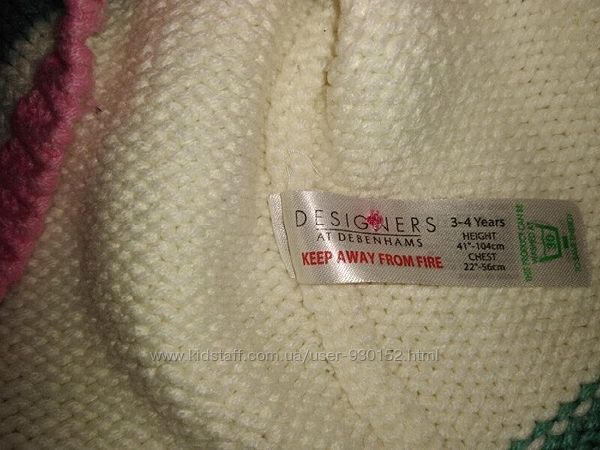 DESIGNERS
AT DEBENHAMS
KEEP AWAY FROM FIRE
3-4 Years
HEIGHT
41"-104cm
CHEST
22"-56cm
www.kidstaff.com.ua/user-930152.html